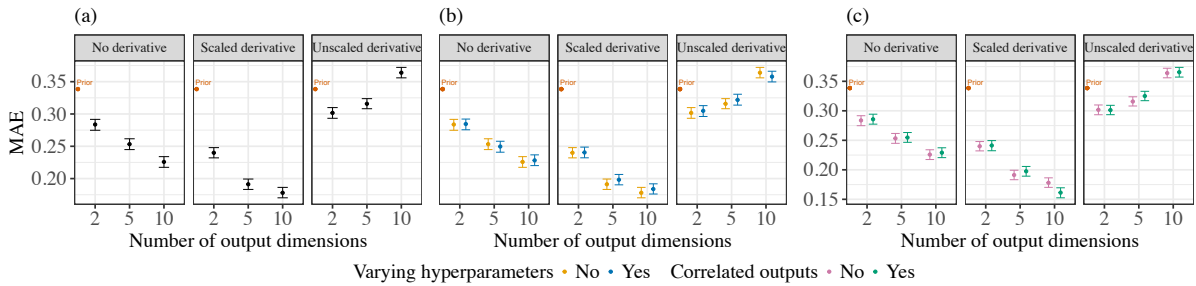 (a)
(b)
(c)
No derivative
Scaled derivative
Unscaled derivative
No derivative
Scaled derivative
Unscaled derivative
No derivative
Scaled derivative
Unscaled derivative
MAE
0.35
0.30
0.25
0.20
0.35
0.30
0.25
0.20
0.15
Prior
Prior
Prior
Prior
Prior
Prior
Prior
Prior
Prior
2 5 10
2 5 10
2 5 10
2 5 10
2 5 10
2 5 10
2 5 10
2 5 10
2 5 10
Number of output dimensions
Number of output dimensions
Number of output dimensions
Varying hyperparameters No Yes
Correlated outputs No Yes